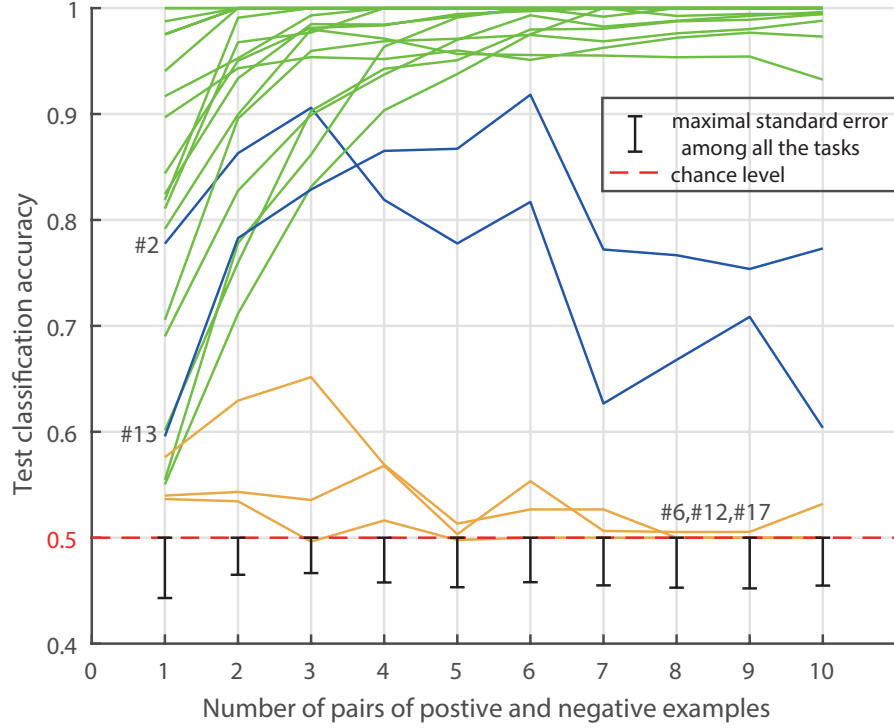 1
0.9
0.8
0.7
0.6
0.5
0.4
Test classification accuracy
maximal standard error
among all the tasks
chance level
#2
#13
#6,#12,#17
0 1 2 3 4 5 6 7 8 9 10
Number of pairs of postive and negative examples